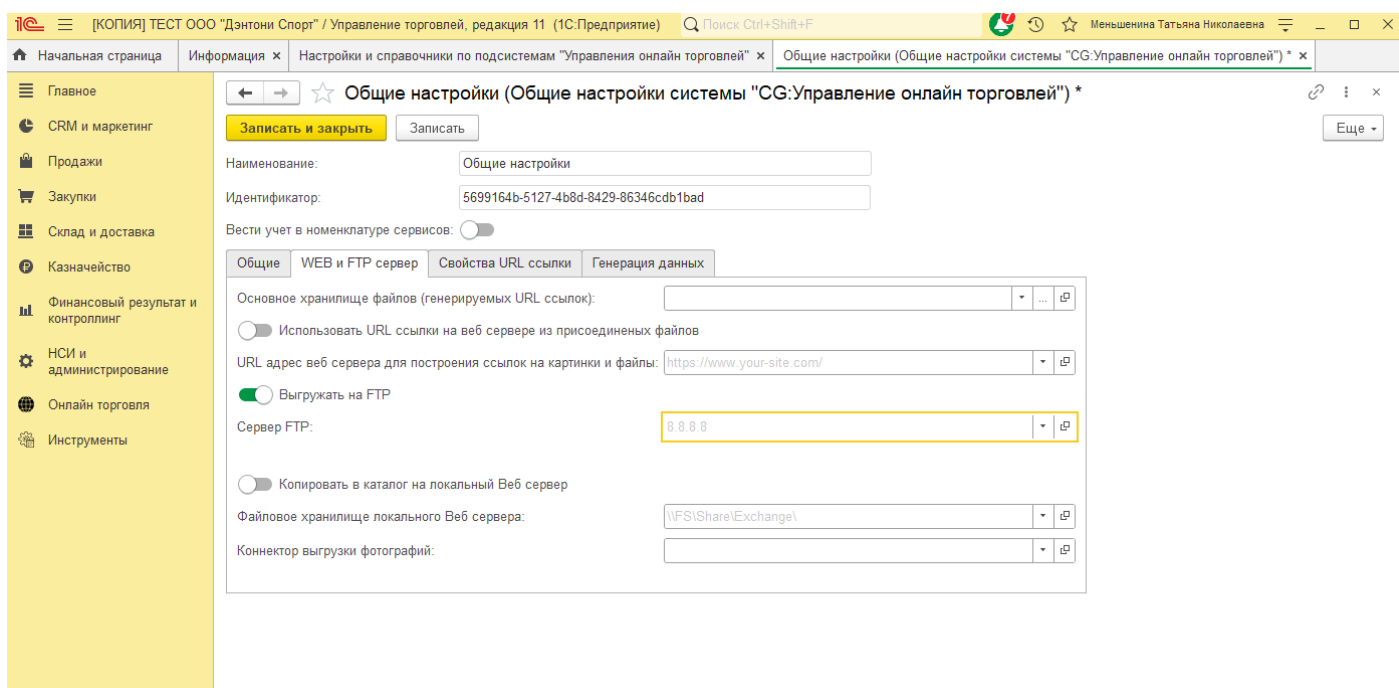 1С [КОПИЯ] ТЕСТ ООО "Дэнтони Спорт" / Управление торговлей, редакция 11 (1С:Предприятие) Поиск Ctrl+Shift+F Меньшенина Татьяна Николаевна
Начальная страница Информация × Настройки и справочники по подсистемам "Управления онлайн торговлей" × Общие настройки (Общие настройки системы "CG:Управление онлайн торговлей") * ×
Главное
CRM и маркетинг
Продажи
Закупки
Склад и доставка
Казначейство
Финансовый результат и
контроллинг
НСИ и
администрирование
Онлайн торговля
Инструменты
Общие настройки (Общие настройки системы "CG:Управление онлайн торговлей") *
Записать и закрыть Записать Еще
Наименование: Общие настройки
Идентификатор: 5699164b-5127-4b8d-8429-86346cdb1bad
Вести учет в номенклатуре сервисов:
Общие WEB и FTP сервер Свойства URL ссылки Генерация данных
Основное хранилище файлов (генерируемых URL ссылок): ...
Использовать URL ссылки на веб сервере из присоединеных файлов
URL адрес веб сервера для построения ссылок на картинки и файлы: https://www.your-site.com/
Выгружать на FTP
Сервер FTP: 8.8.8.8
Копировать в каталог на локальный Веб сервер
Файловое хранилище локального Веб сервера: \\FS\Share\Exchange\
Коннектор выгрузки фотографий: